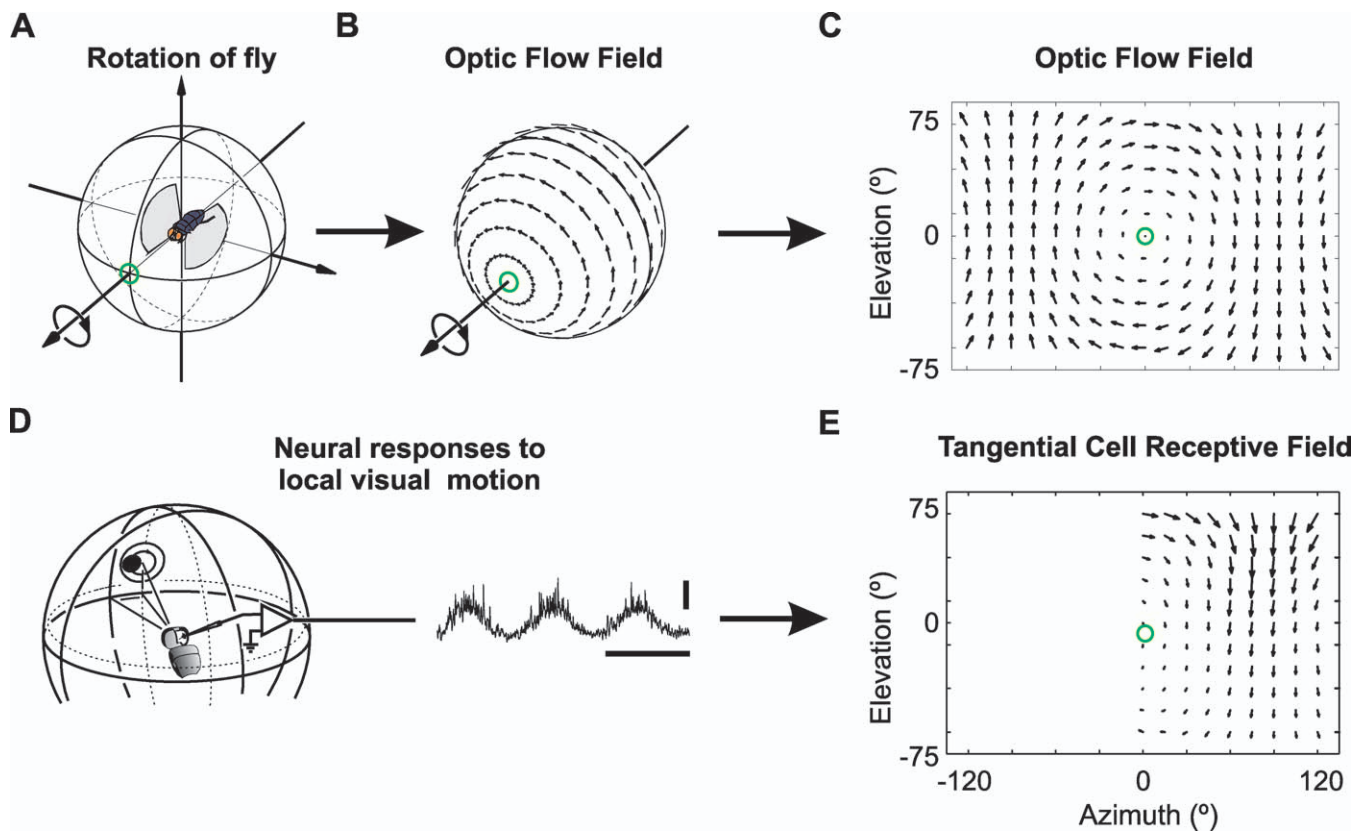 A
Rotation of fly
B
Optic Flow Field
C
Optic Flow Field
75
0
-75
Elevation (º)
D
Neural responses to
local visual motion
E
Tangential Cell Receptive Field
75
0
-75
Elevation (º)
-120
0
120
Azimuth (º)